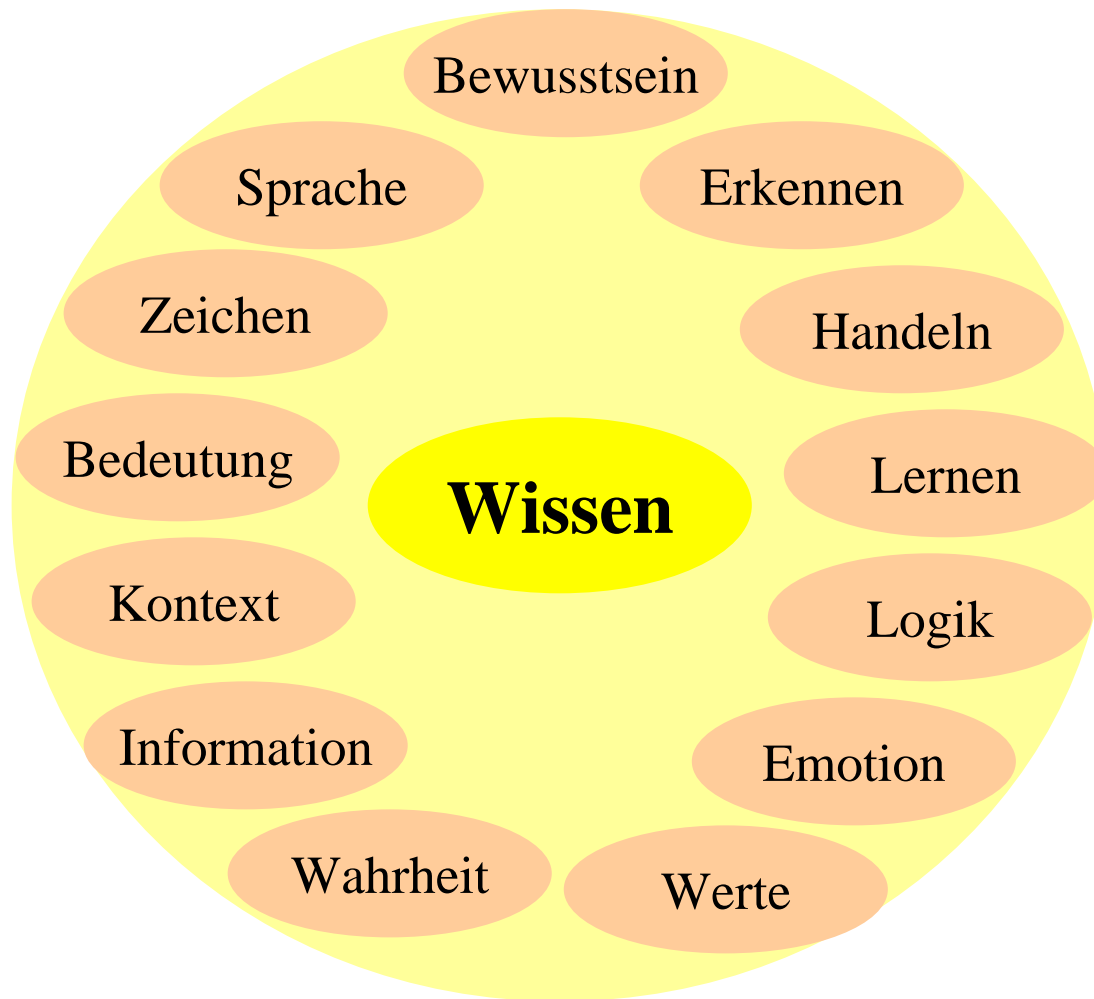 Bewusstsein
Sprache
Erkennen
Zeichen
Handeln
Bedeutung
Lernen
Wissen
Kontext
Logik
Information
Emotion
Wahrheit
Werte